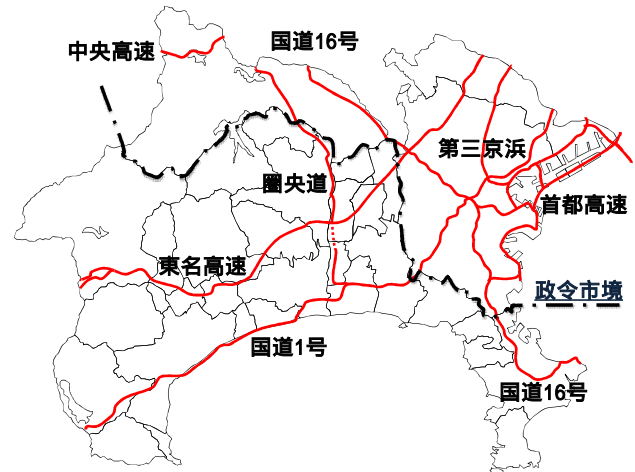 国道16号
中央高速
第三京浜
圏央道
首都高速
東名高速
政令市境
国道1号
国道16号